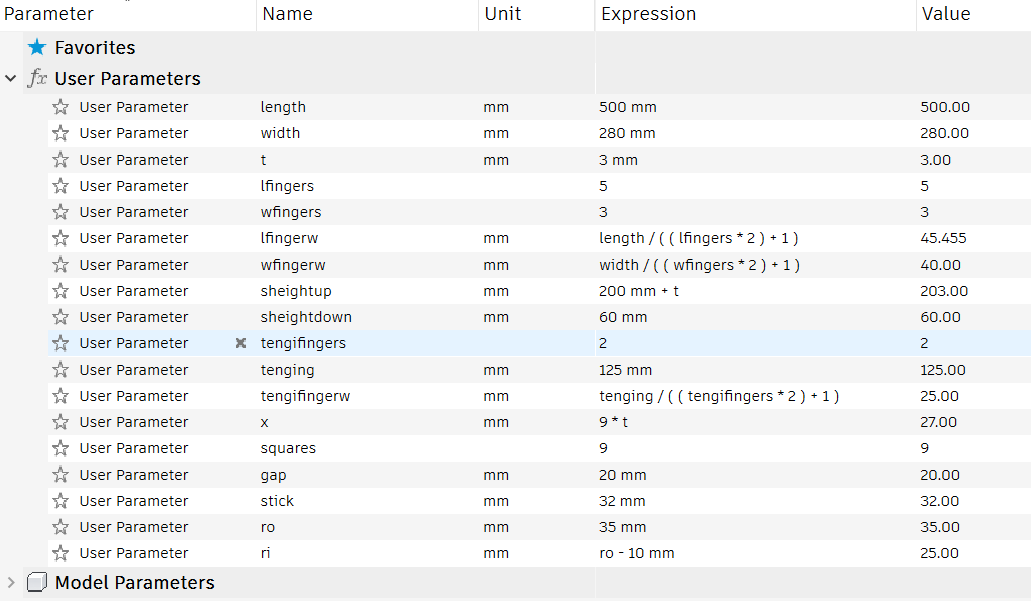 Parameter Name Unit Expression Value
Favorites
fx User Parameters
User Parameter length mm 500 mm 500.00
User Parameter width mm 280 mm 280.00
User Parameter t mm 3 mm 3.00
User Parameter lfingers 5 5
User Parameter wfingers 3 3
User Parameter lfingerw mm length / ( ( lfingers * 2 ) + 1 ) 45.455
User Parameter wfingerw mm width / ( ( wfingers * 2 ) + 1 ) 40.00
User Parameter sheightup mm 200 mm + t 203.00
User Parameter sheightdown mm 60 mm 60.00
User Parameter tengifingers 2 2
User Parameter tenging mm 125 mm 125.00
User Parameter tengifingerw mm tenging / ( ( tengifingers * 2 ) + 1 ) 25.00
User Parameter x mm 9 * t 27.00
User Parameter squares 9 9
User Parameter gap mm 20 mm 20.00
User Parameter stick mm 32 mm 32.00
User Parameter ro mm 35 mm 35.00
User Parameter ri mm ro - 10 mm 25.00
Model Parameters